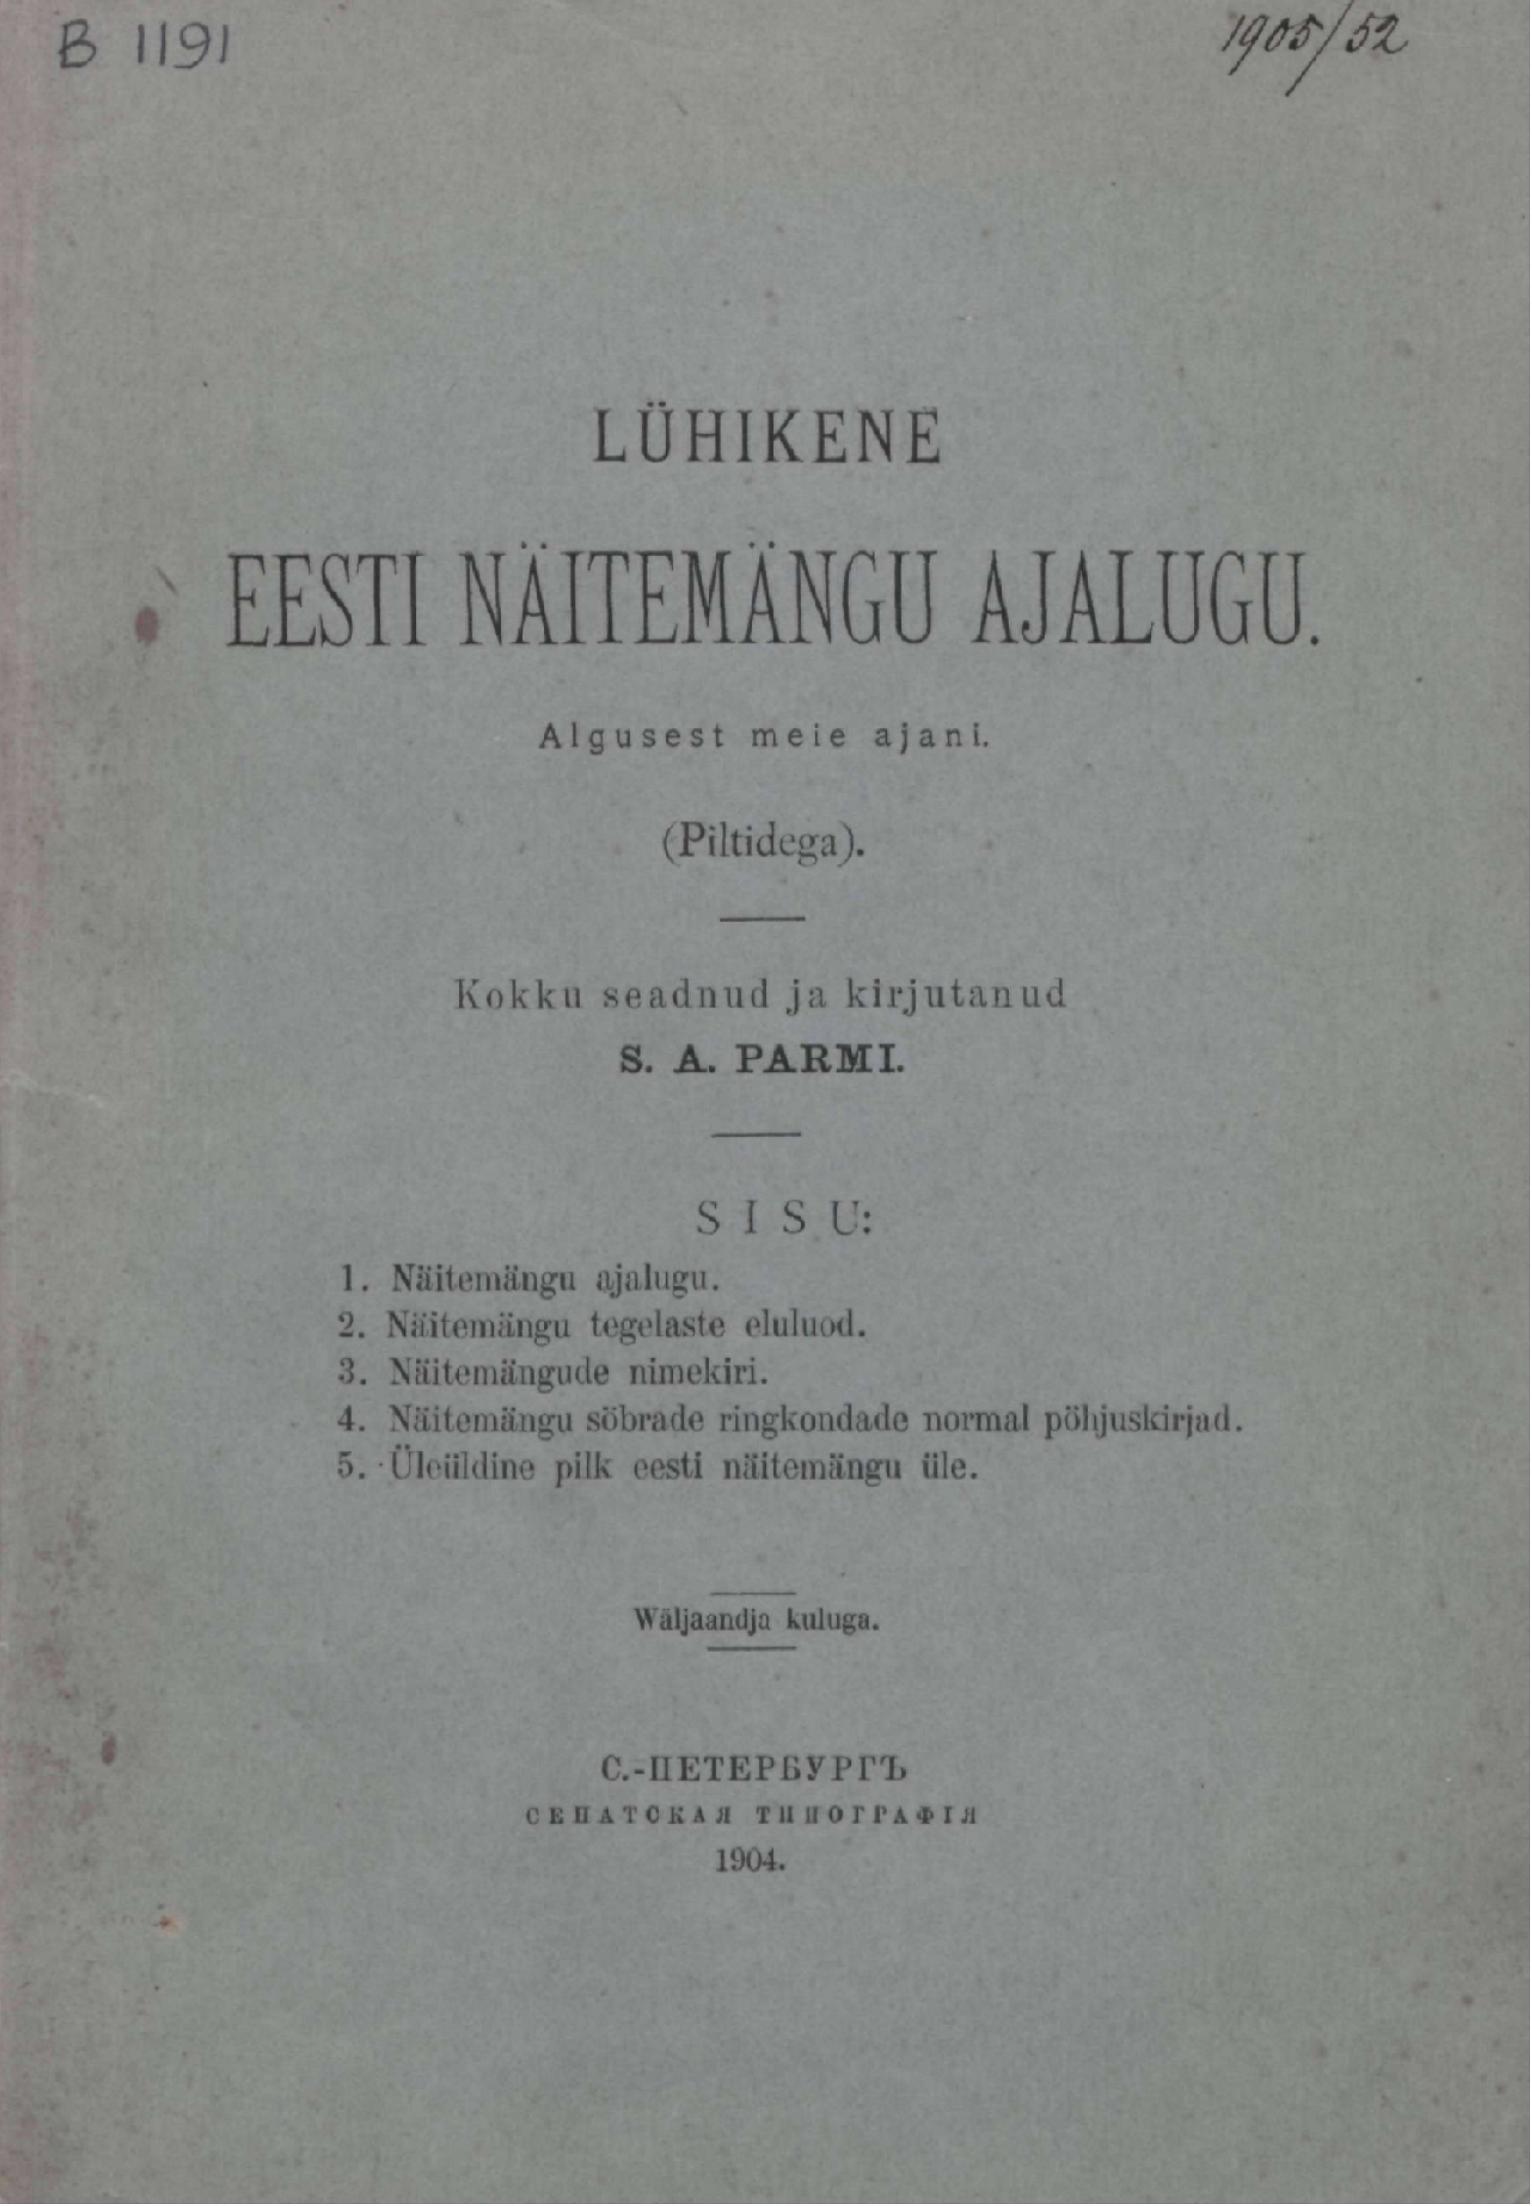 B 1191
1905/52
LÜHIKENE
EESTI NÄITEMÄNGU AJALUGU.
Algusest meie ajani.
(Piltidega).
Kokku seadnud ja kirjutanud
S. A. PARMI.
SISU:
1. Näitemängu ajalugu.
2. Näitemängu tegelaste eluluod.
3. Näitemängude nimekiri.
4. Näitemängu söbrade ringkondade normal pöhjuskirjad.
5. Üleüldine pilk eesti näitemängu üle.
Wäljaandja kuluga.
С.-ПЕТЕРБУРГЪ
СЕНАТСКАЯ ТИПОГРАФІЯ
1904.